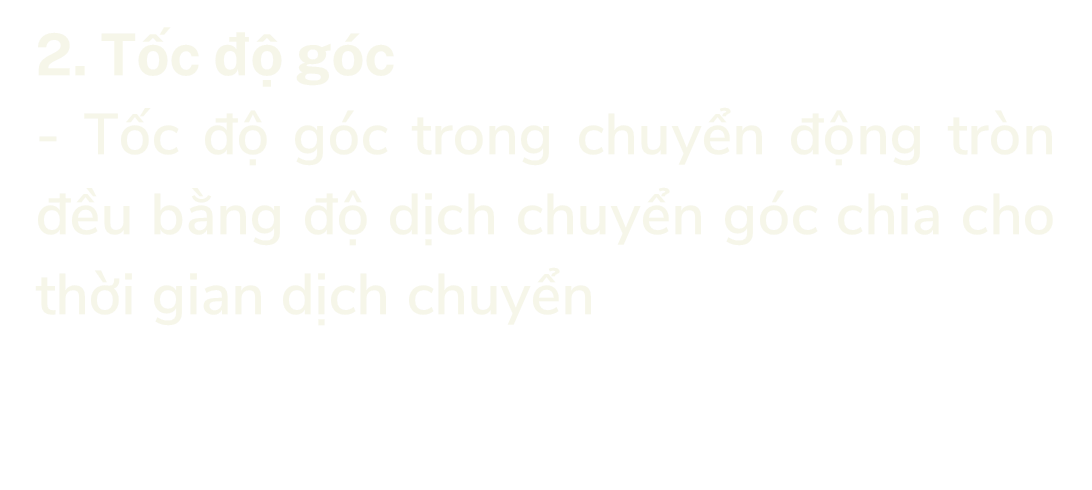 2. Tốc độ góc
- Tốc độ góc trong chuyển động tròn
đều bằng độ dịch chuyển góc chia cho
thời gian dịch chuyển